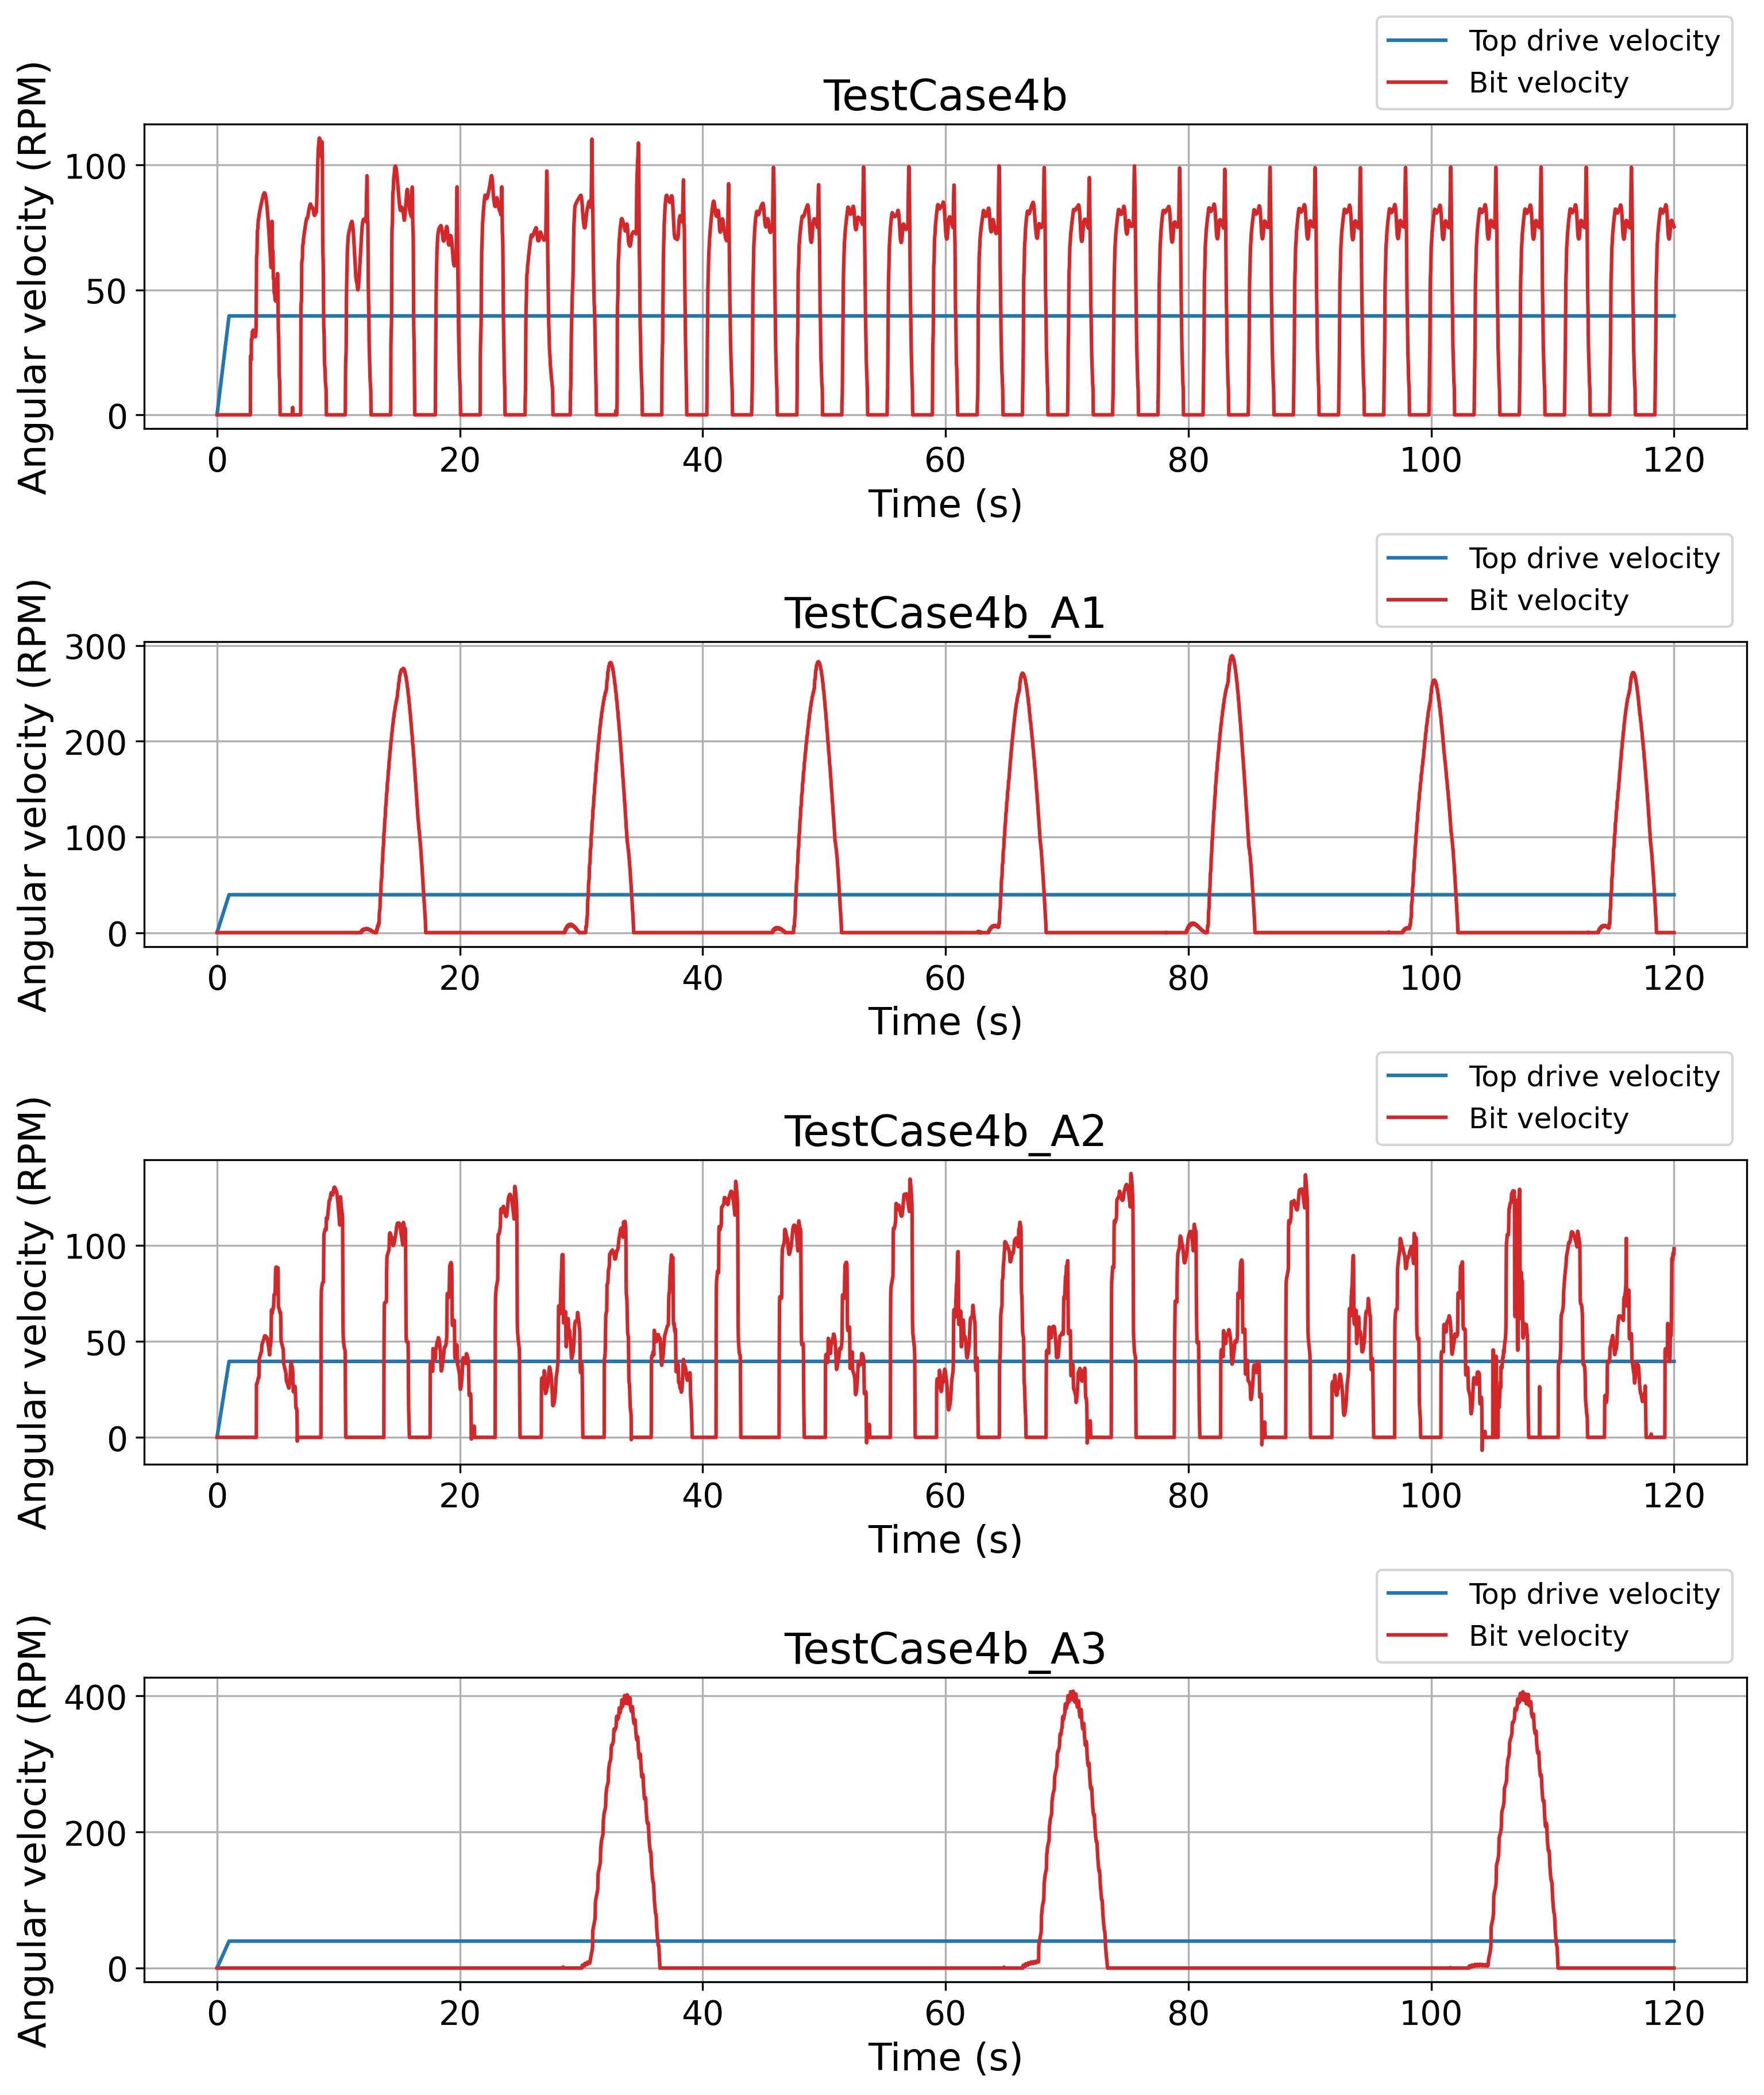 Top drive velocity
Bit velocity
TestCase4b
Angular velocity (RPM)
100
50
0
0 20 40 60 80 100 120
Time (s)
Top drive velocity
Bit velocity
TestCase4b_A1
Angular velocity (RPM)
300
200
100
0
0 20 40 60 80 100 120
Time (s)
Top drive velocity
Bit velocity
TestCase4b_A2
Angular velocity (RPM)
100
50
0
0 20 40 60 80 100 120
Time (s)
Top drive velocity
Bit velocity
TestCase4b_A3
Angular velocity (RPM)
400
200
0
0 20 40 60 80 100 120
Time (s)